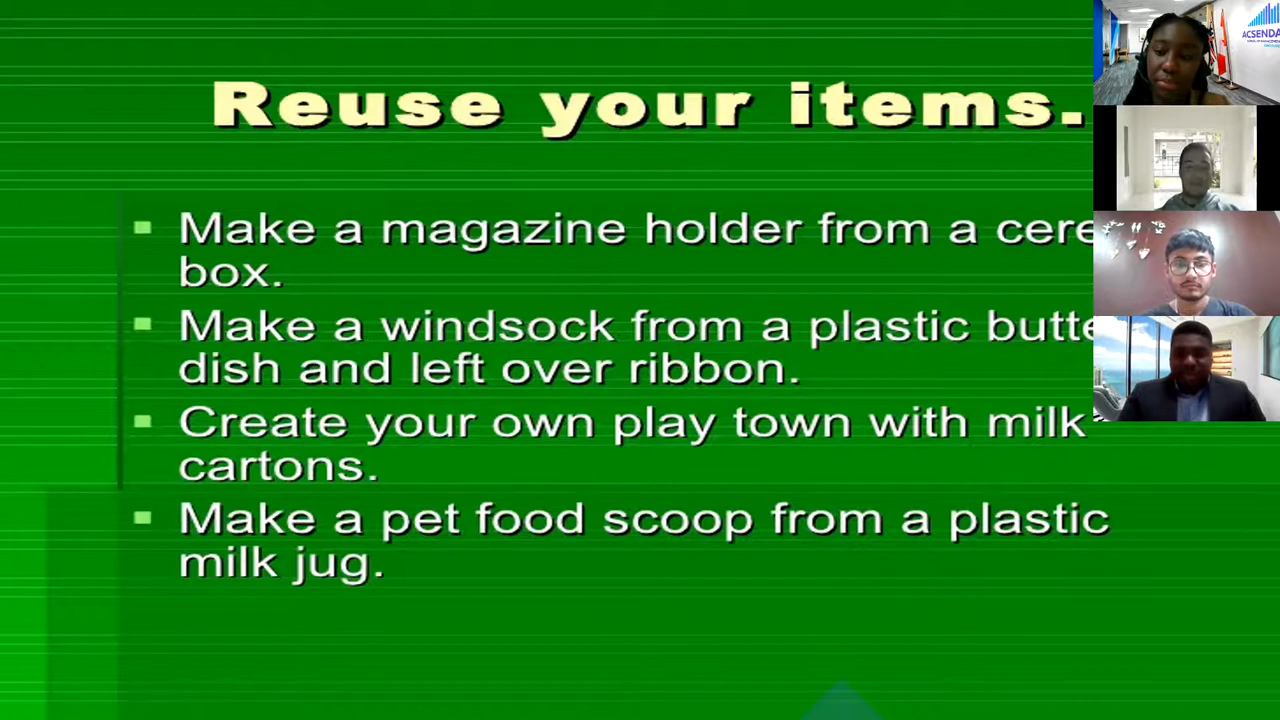 Reuse your items.
Make a magazine holder from a cere
box.
Make a windsock from a plastic butte
dish and left over ribbon.
Create your own play town with milk
cartons.
Make a pet food scoop from a plastic
milk jug.
ACSENDA